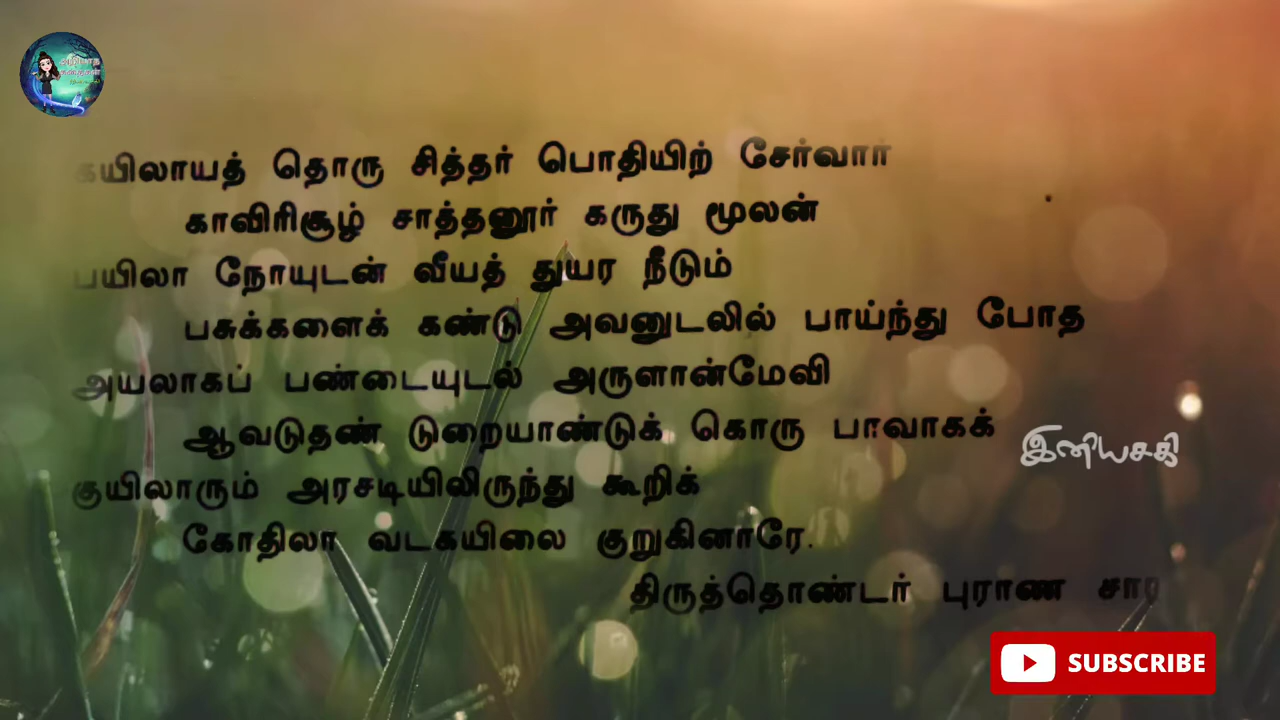 கயிலாயத் தொரு சித்தர் பொதியிற் சேர்வார்
காவிரிசூழ் சாத்தனூர் கருது மூலன்
பயிலா நோயுடன் வீயத் துயர நீடும்
பசுக்களைக் கண்டு அவனுடலில் பாய்ந்து போத
அயலாகப் பண்டையுடல் அருளான்மேவி
ஆவடுதண் டுறையாண்டுக் கொரு பாவாகக்
குயிலாரும் அரசடியிலிருந்து கூறிக்
கோதிலா வடகயிலை குறுகினாரே.
திருத்தொண்டர் புராண சார
இனியசகி
SUBSCRIBE